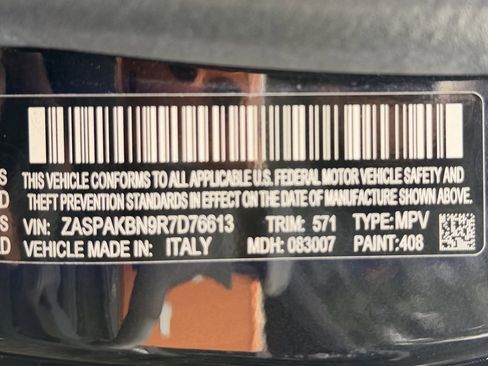 S THIS VEHICLE CONFORMS TO ALL APPLICABLE U.S. FEDERAL MOTOR VEHICLE SAFETY AND
D THEFT PREVENTION STANDARDS IN EFFECT ON THE DATE OF MANUFACTURE SHOWN ABOVE.
S VIN: ZASPAKBN9R7D76613 TRIM: 571 TYPE: MPV
D VEHICLE MADE IN: ITALY MDH: 083007 PAINT: 408